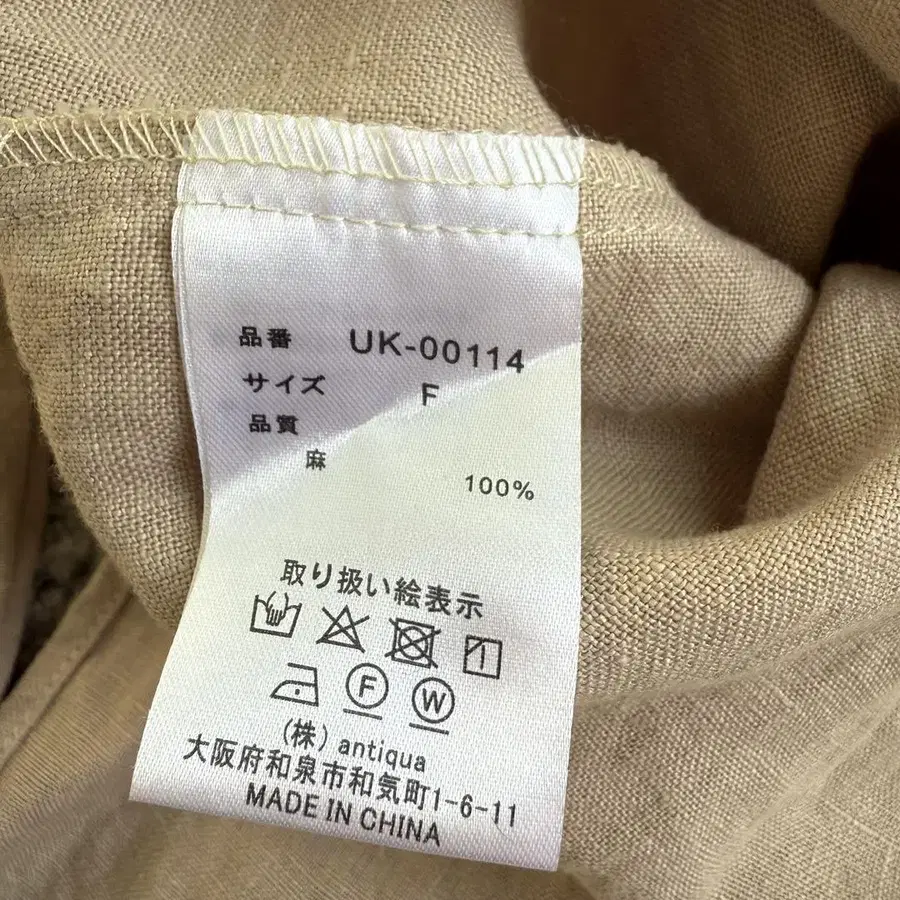 品番 UK-00114
サイズ F
品質
麻 100%
取り扱い絵表示
F W
(株) antiqua
大阪府和泉市和気町1-6-11
MADE IN CHINA